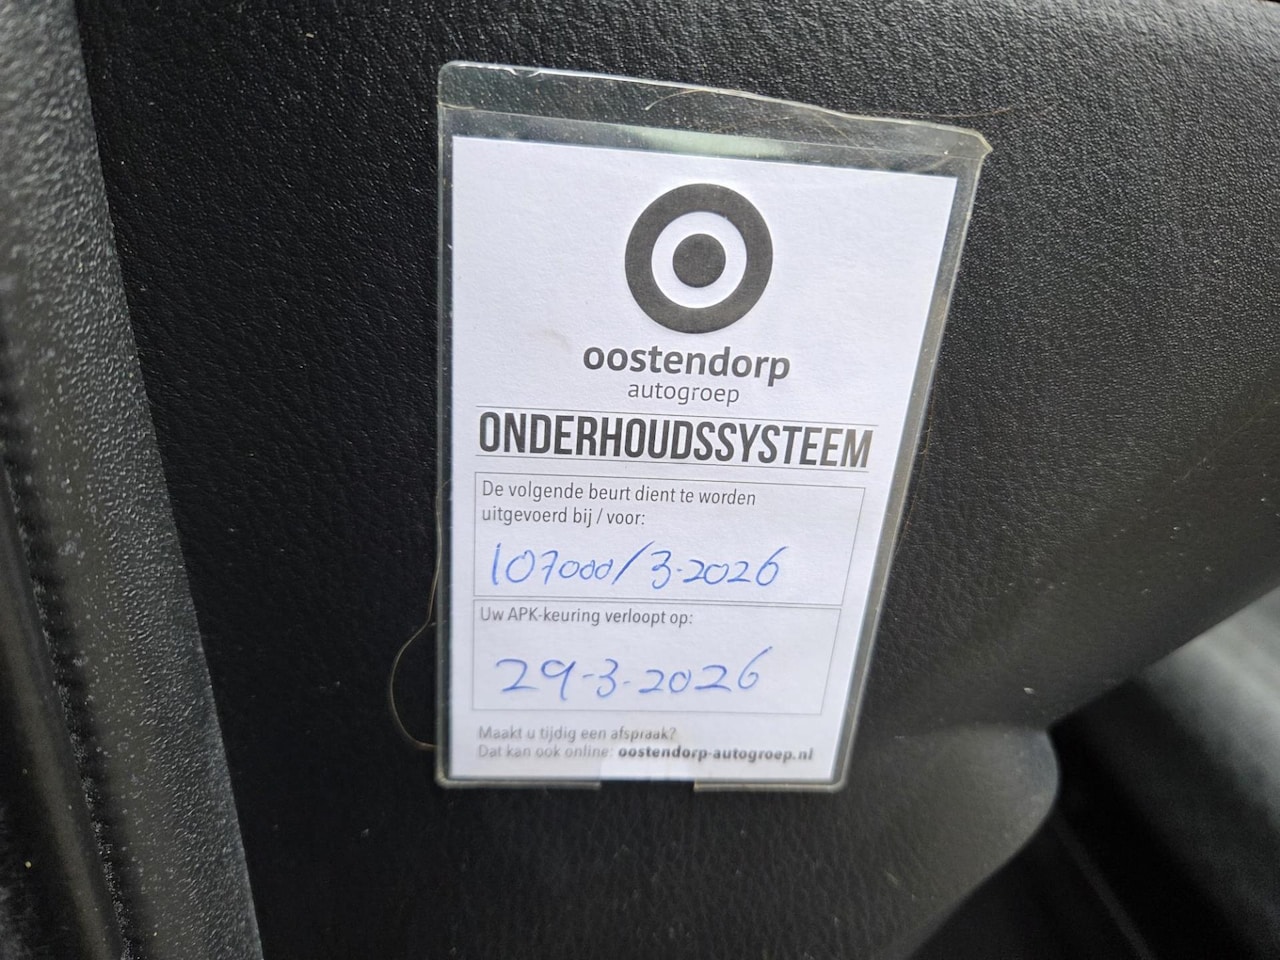 oostendorp
autogroep
ONDERHOUDSSYSTEEM
De volgende beurt dient te worden
uitgevoerd bij / voor:
107000/3-2026
Uw APK-keuring verloopt op:
29-3-2026
Maakt u tijdig een afspraak?
Dat kan ook online: oostendorp-autogroep.nl